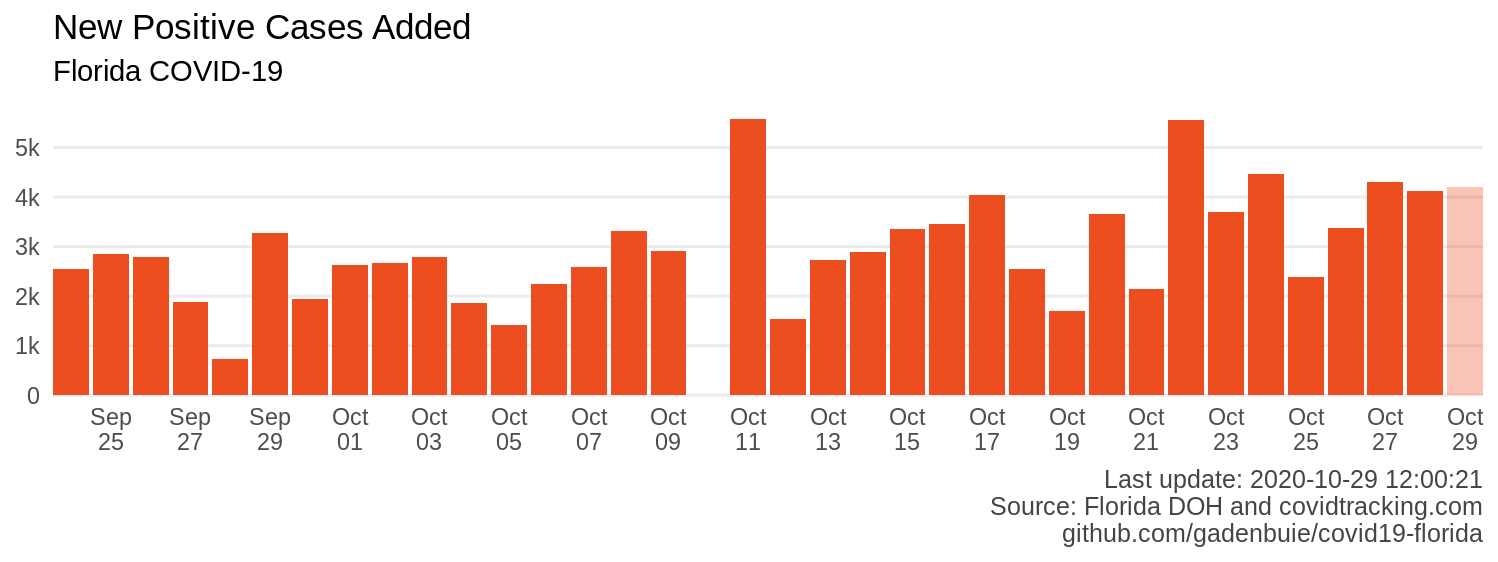 New Positive Cases Added
Florida COVID-19
5k
4k
3k
2k
1k
0
Sep Sep Sep Oct Oct Oct Oct Oct Oct Oct Oct Oct Oct Oct Oct Oct Oct Oct
25 27 29 01 03 05 07 09 11 13 15 17 19 21 23 25 27 29
Last update: 2020-10-29 12:00:21
Source: Florida DOH and covidtracking.com
github.com/gadenbuie/covid19-florida